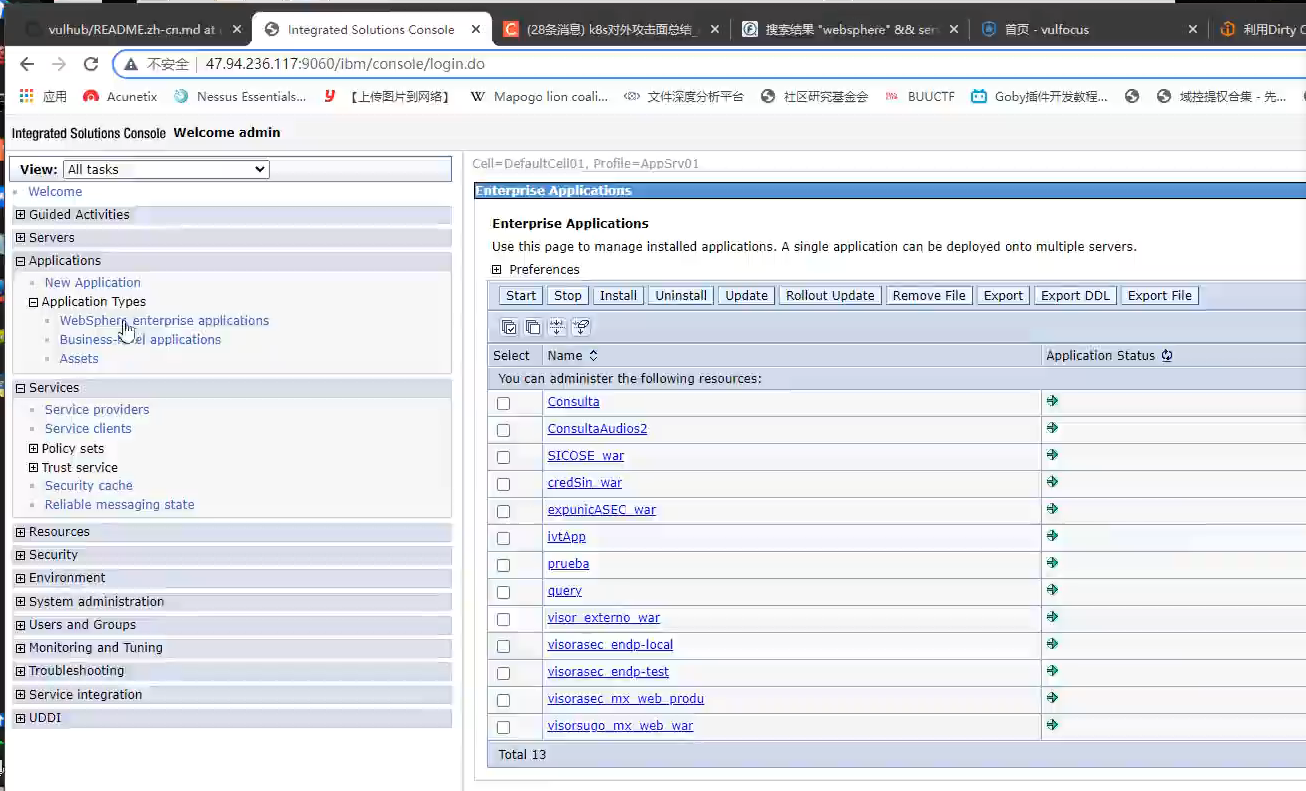 vulhub/README.zh-cn.md at
Integrated Solutions Console
(28条消息) k8s对外攻击面总结
搜索结果 "websphere" && ser
首页 - vulfocus
利用Dirty C
不安全 47.94.236.117:9060/ibm/console/login.do
应用 Acunetix Nessus Essentials... 【上传图片到网络】 Mapogo lion coali... 文件深度分析平台 社区研究基金会 BUUCTF Goby插件开发教程... 域控提权合集 - 先...
Integrated Solutions Console Welcome admin
View: All tasks
Welcome
Guided Activities
Servers
Applications
New Application
Application Types
WebSphere enterprise applications
Assets
Services
Service providers
Service clients
Policy sets
Trust service
Security cache
Reliable messaging state
Resources
Security
Environment
System administration
Users and Groups
Monitoring and Tuning
Troubleshooting
Service integration
UDDI
Cell=DefaultCell01, Profile=AppSrv01
Enterprise Applications
Enterprise Applications
Use this page to manage installed applications. A single application can be deployed onto multiple servers.
Preferences
Start Stop Install Uninstall Update Rollout Update Remove File Export Export DDL Export File
Select Name Application Status
You can administer the following resources:
Consulta
ConsultaAudios2
SICOSE_war
credSin_war
expunicASEC_war
ivtApp
prueba
query
visor_externo_war
visorasec_endp-local
visorasec_endp-test
visorasec_mx_web_produ
visorsugo_mx_web_war
Total 13